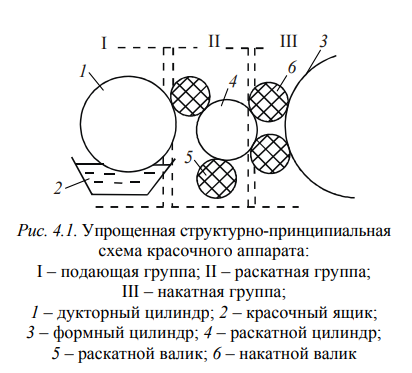 I II III 3
1 4 6
5
2
Рис. 4.1. Упрощенная структурно-принципиальная
схема красочного аппарата:
I – подающая группа; II – раскатная группа;
III – накатная группа;
1 – дукторный цилиндр; 2 – красочный ящик;
3 – формный цилиндр; 4 – раскатной цилиндр;
5 – раскатной валик; 6 – накатной валик